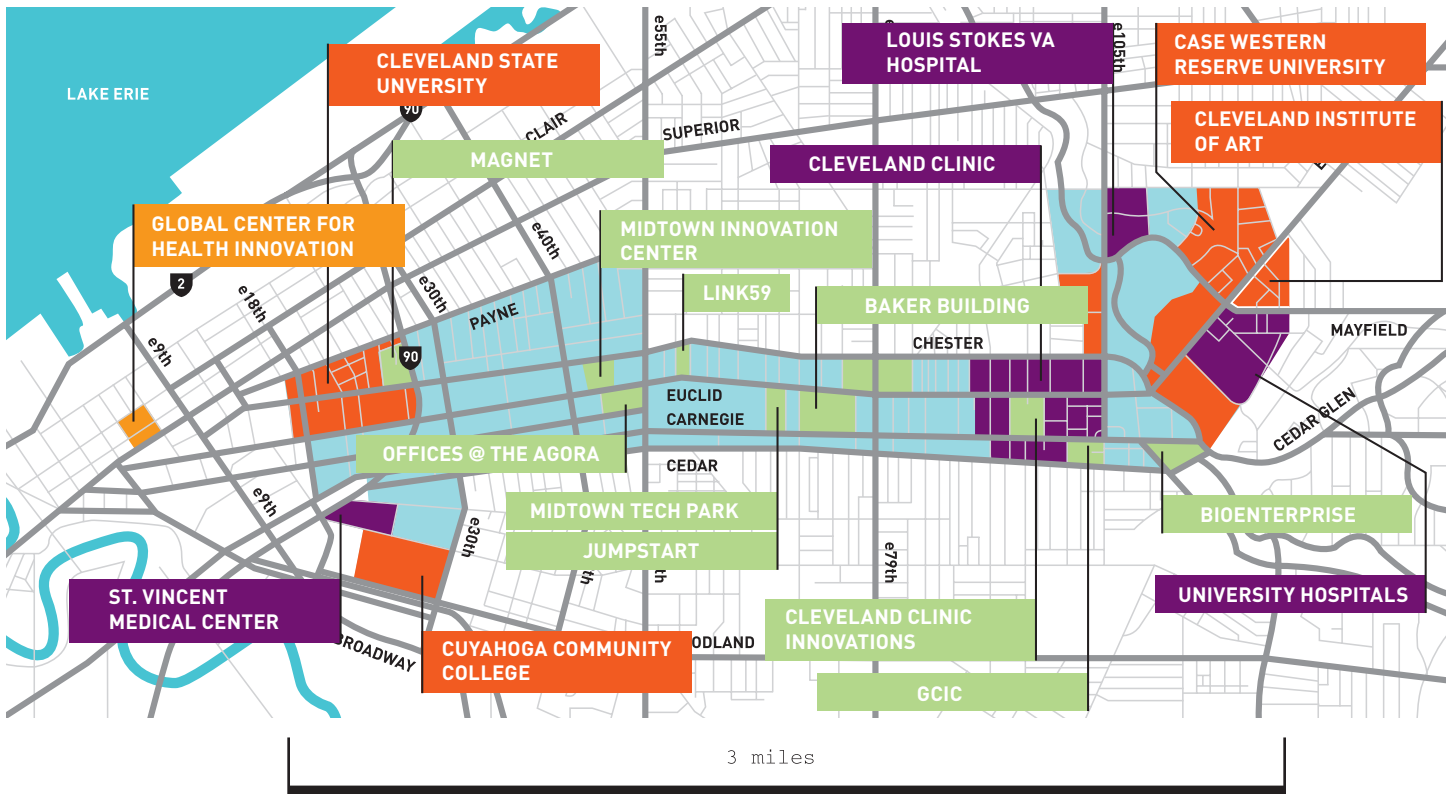 LAKE ERIE
CLEVELAND STATE
UNVERSITY
90
CLAIR
e55th
SUPERIOR
MAGNET
LOUIS STOKES VA
HOSPITAL
e105th
CASE WESTERN
RESERVE UNIVERSITY
CLEVELAND INSTITUTE
OF ART
CLEVELAND CLINIC
GLOBAL CENTER FOR
HEALTH INNOVATION
2
e18th
e30th
e40th
MIDTOWN INNOVATION
CENTER
LINK59
BAKER BUILDING
PAYNE
e9th
90
CHESTER
MAYFIELD
EUCLID
CARNEGIE
CEDAR GLEN
OFFICES @ THE AGORA
CEDAR
e9th
e30th
MIDTOWN TECH PARK
JUMPSTART
e79th
BIOENTERPRISE
ST. VINCENT
MEDICAL CENTER
UNIVERSITY HOSPITALS
BROADWAY
CUYAHOGA COMMUNITY
COLLEGE
ODLAND
CLEVELAND CLINIC
INNOVATIONS
GCIC
3 miles